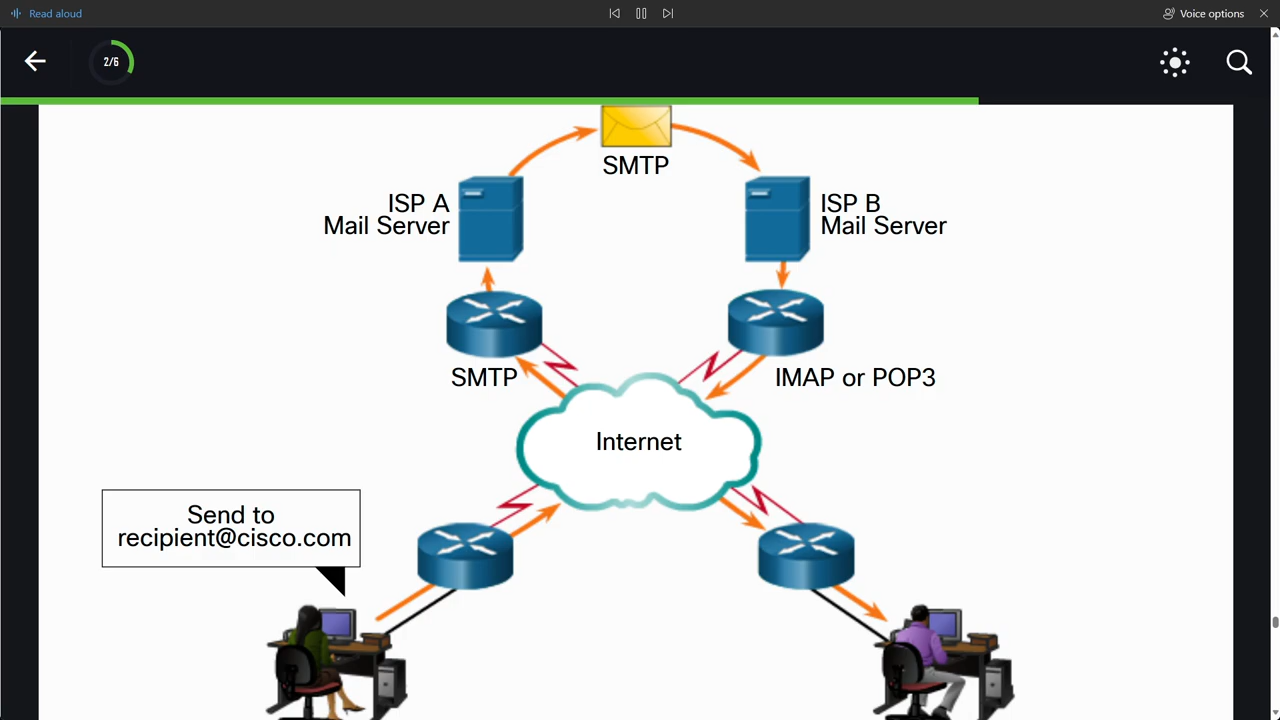 Read aloud
Voice options
2/6
SMTP
ISP A
Mail Server
ISP B
Mail Server
SMTP
IMAP or POP3
Internet
Send to
recipient@cisco.com